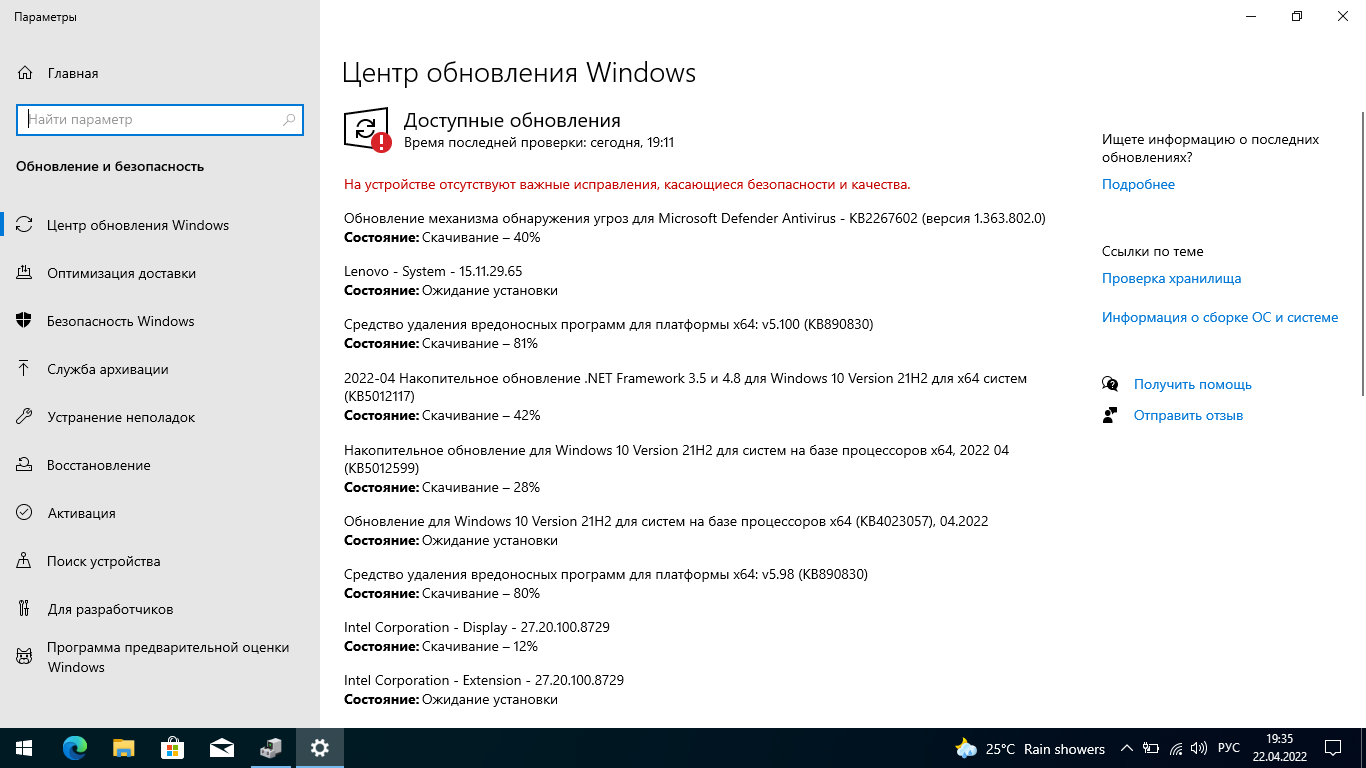 Параметры
Главная
Найти параметр
Обновление и безопасность
Центр обновления Windows
Оптимизация доставки
Безопасность Windows
Служба архивации
Устранение неполадок
Восстановление
Активация
Поиск устройства
Для разработчиков
Программа предварительной оценки
Windows
Центр обновления Windows
Доступные обновления
Время последней проверки: сегодня, 19:11
На устройстве отсутствуют важные исправления, касающиеся безопасности и качества.
Обновление механизма обнаружения угроз для Microsoft Defender Antivirus - KB2267602 (версия 1.363.802.0)
Состояние: Скачивание – 40%
Lenovo - System - 15.11.29.65
Состояние: Ожидание установки
Средство удаления вредоносных программ для платформы x64: v5.100 (KB890830)
Состояние: Скачивание – 81%
2022-04 Накопительное обновление .NET Framework 3.5 и 4.8 для Windows 10 Version 21H2 для x64 систем
(KB5012117)
Состояние: Скачивание – 42%
Накопительное обновление для Windows 10 Version 21H2 для систем на базе процессоров x64, 2022 04
(KB5012599)
Состояние: Скачивание – 28%
Обновление для Windows 10 Version 21H2 для систем на базе процессоров x64 (KB4023057), 04.2022
Состояние: Ожидание установки
Средство удаления вредоносных программ для платформы x64: v5.98 (KB890830)
Состояние: Скачивание – 80%
Intel Corporation - Display - 27.20.100.8729
Состояние: Скачивание – 12%
Intel Corporation - Extension - 27.20.100.8729
Состояние: Ожидание установки
Ищете информацию о последних
обновлениях?
Подробнее
Ссылки по теме
Проверка хранилища
Информация о сборке ОС и системе
Получить помощь
Отправить отзыв
25°C Rain showers
РУС
19:35
22.04.2022